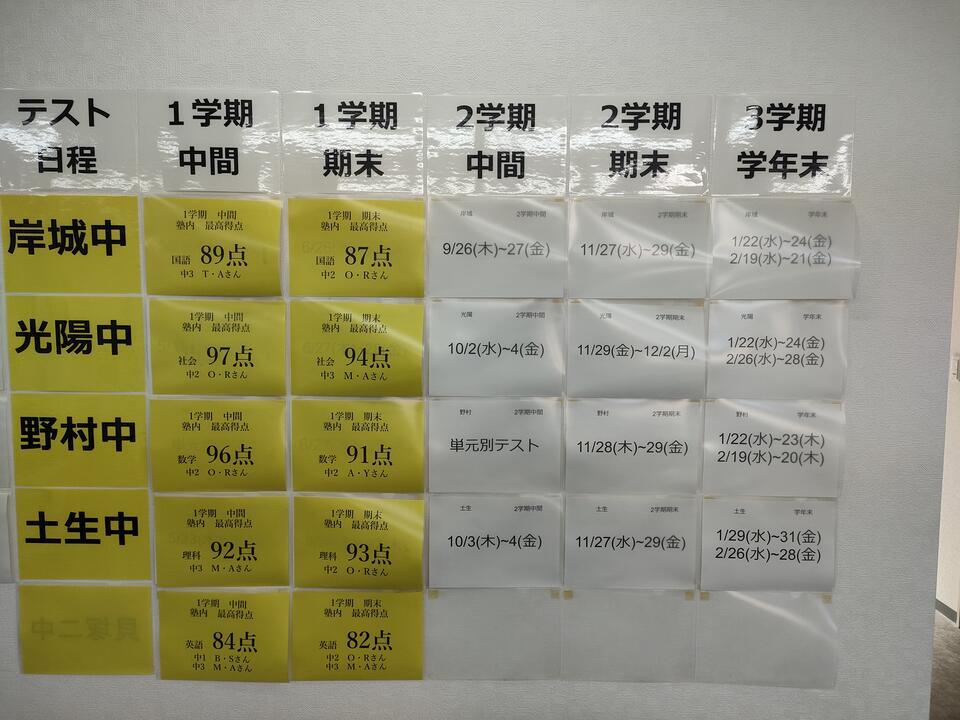 テスト
日程
1学期
中間
1学期
期末
2学期
中間
2学期
期末
3学期
学年末
岸城中
1学期 中間
塾内 最高得点
国語 89点
中3 T・Aさん
1学期 期末
塾内 最高得点
国語 87点
中2 O・Rさん
岸城 2学期中間
9/26(木)~27(金)
岸城 2学期期末
11/27(水)~29(金)
岸城 学年末
1/22(水)~24(金)
2/19(水)~21(金)
光陽中
1学期 中間
塾内 最高得点
社会 97点
中2 O・Rさん
1学期 期末
塾内 最高得点
社会 94点
中3 M・Aさん
光陽 2学期中間
10/2(水)~4(金)
光陽 2学期期末
11/29(金)~12/2(月)
光陽 学年末
1/22(水)~24(金)
2/26(水)~28(金)
野村中
1学期 中間
塾内 最高得点
数学 96点
中2 O・Rさん
1学期 期末
塾内 最高得点
数学 91点
中2 A・Yさん
野村 2学期中間
単元別テスト
野村 2学期期末
11/28(木)~29(金)
野村 学年末
1/22(水)~23(木)
2/19(水)~20(木)
土生中
1学期 中間
塾内 最高得点
理科 92点
中3 M・Aさん
1学期 期末
塾内 最高得点
理科 93点
中2 O・Rさん
土生 2学期中間
10/3(木)~4(金)
土生 2学期期末
11/27(水)~29(金)
土生 学年末
1/29(水)~31(金)
2/26(水)~28(金)
貝塚二中
1学期 中間
塾内 最高得点
英語 84点
中1 B・Sさん
中3 M・Aさん
1学期 期末
塾内 最高得点
英語 82点
中2 O・Rさん
中3 M・Aさん